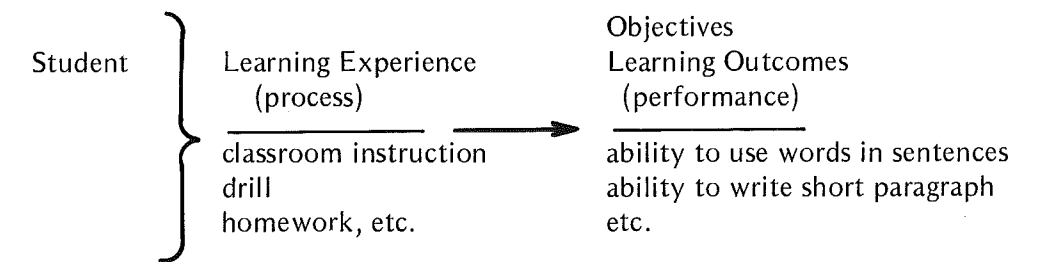 Student
Learning Experience
(process)
classroom instruction
drill
homework, etc.
Objectives
Learning Outcomes
(performance)
ability to use words in sentences
ability to write short paragraph
etc.